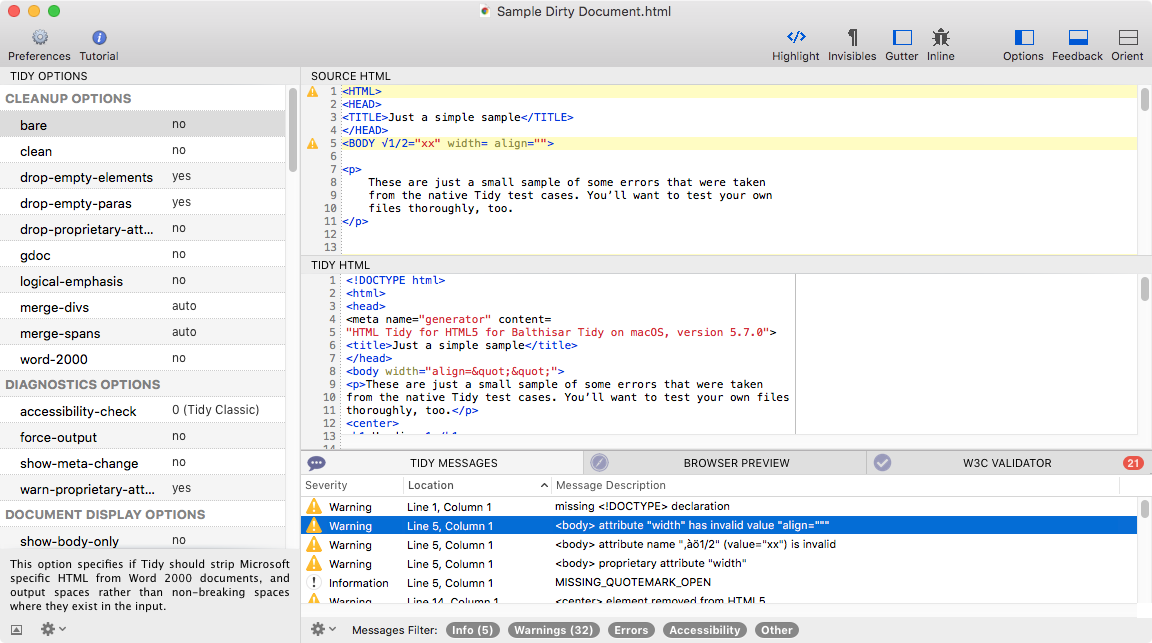 Sample Dirty Document.html
Preferences Tutorial Highlight Invisibles Gutter Inline Options Feedback Orient
TIDY OPTIONS
CLEANUP OPTIONS
bare no
clean no
drop-empty-elements yes
drop-empty-paras yes
drop-proprietary-att... no
gdoc no
logical-emphasis no
merge-divs auto
merge-spans auto
word-2000 no
DIAGNOSTICS OPTIONS
accessibility-check 0 (Tidy Classic)
force-output no
show-meta-change no
warn-proprietary-att... yes
DOCUMENT DISPLAY OPTIONS
show-body-only no
This option specifies if Tidy should strip Microsoft
specific HTML from Word 2000 documents, and
output spaces rather than non-breaking spaces
where they exist in the input.
SOURCE HTML
1 <HTML>
2 <HEAD>
3 <TITLE>Just a simple sample</TITLE>
4 </HEAD>
5 <BODY √1/2="xx" width= align="">
6
7 <p>
8 These are just a small sample of some errors that were taken
9 from the native Tidy test cases. You’ll want to test your own
10 files thoroughly, too.
11 </p>
12
13
TIDY HTML
1 <!DOCTYPE html>
2 <html>
3 <head>
4 <meta name="generator" content=
5 "HTML Tidy for HTML5 for Balthisar Tidy on macOS, version 5.7.0">
6 <title>Just a simple sample</title>
7 </head>
8 <body width="align=&quot;&quot;">
9 <p>These are just a small sample of some errors that were taken
10 from the native Tidy test cases. You’ll want to test your own files
11 thoroughly, too.</p>
12 <center>
13
14
TIDY MESSAGES BROWSER PREVIEW W3C VALIDATOR 21
Severity Location Message Description
Warning Line 1, Column 1 missing <!DOCTYPE> declaration
Warning Line 5, Column 1 <body> attribute "width" has invalid value "align="""
Warning Line 5, Column 1 <body> attribute name "‚àö1/2" (value="xx") is invalid
Warning Line 5, Column 1 <body> proprietary attribute "width"
Information Line 5, Column 1 MISSING_QUOTEMARK_OPEN
Warning Line 14, Column 1 <center> element removed from HTML5
Messages Filter: Info (5) Warnings (32) Errors Accessibility Other